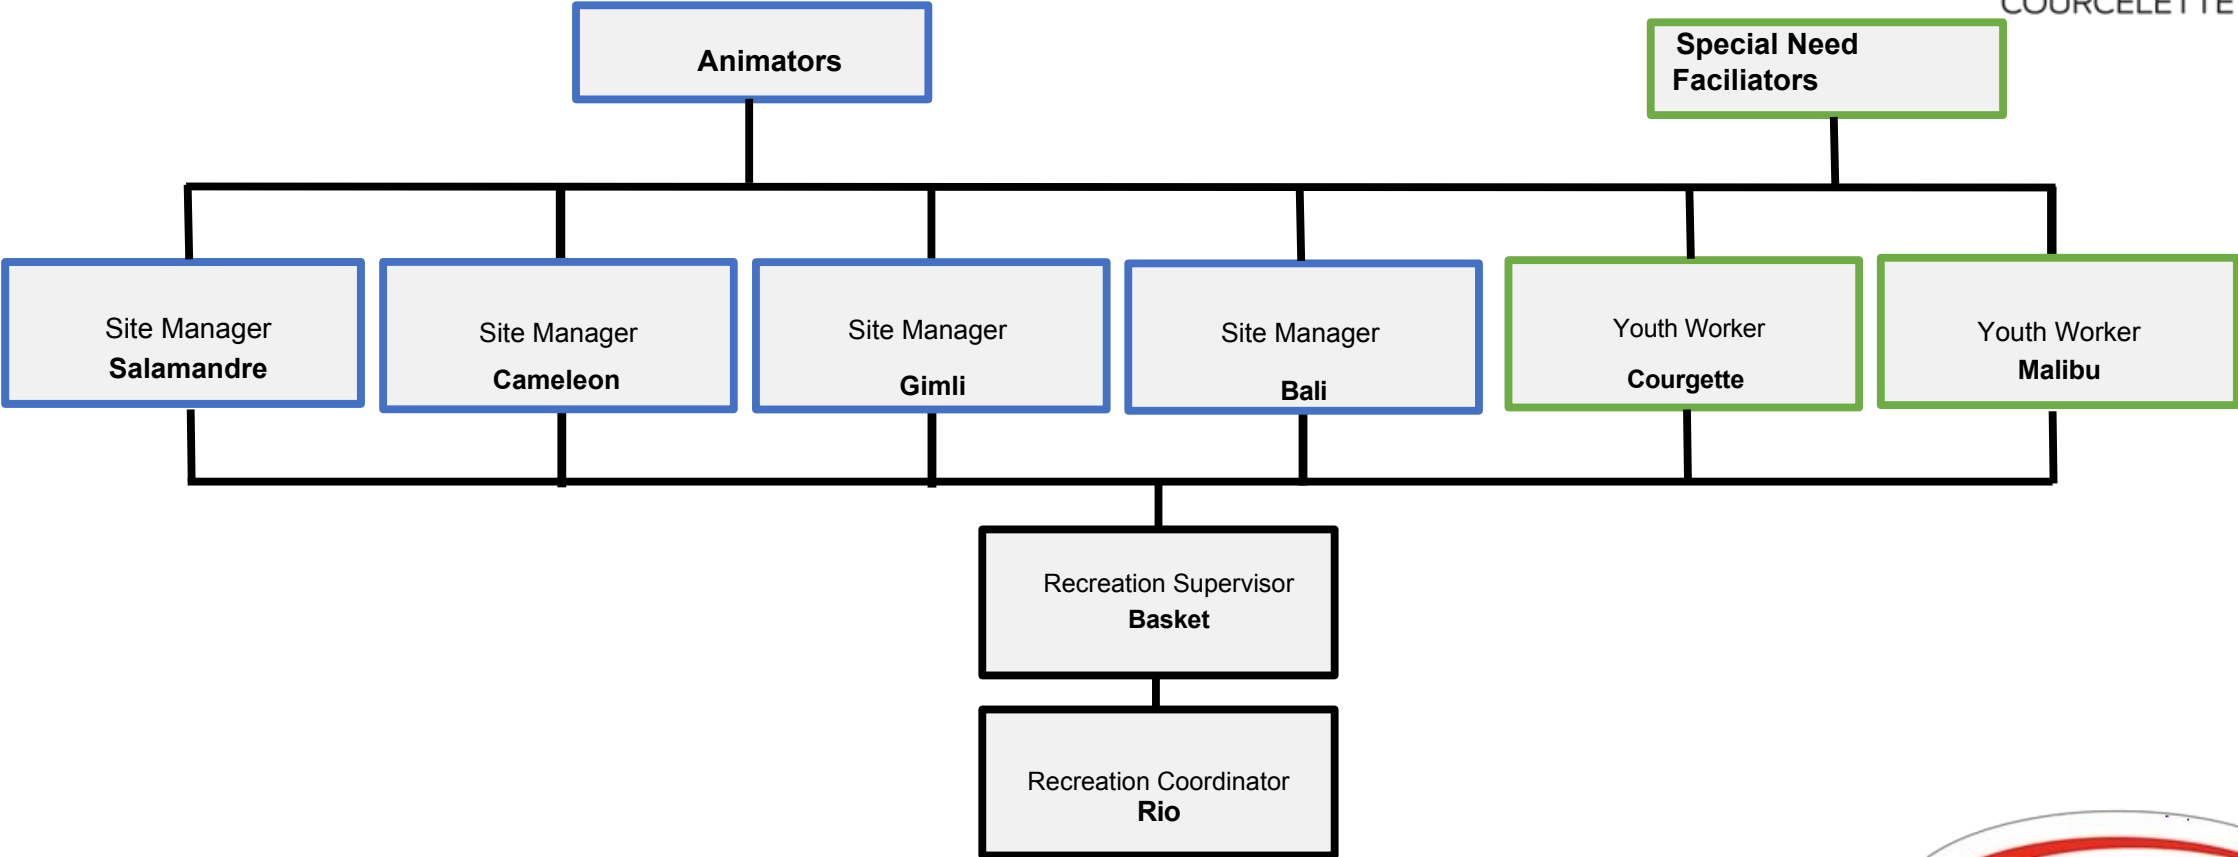 COURCELETTE
Animators
Special Need
Faciliators
Site Manager
Salamandre
Site Manager
Cameleon
Site Manager
Gimli
Site Manager
Bali
Youth Worker
Courgette
Youth Worker
Malibu
Recreation Supervisor
Basket
Recreation Coordinator
Rio